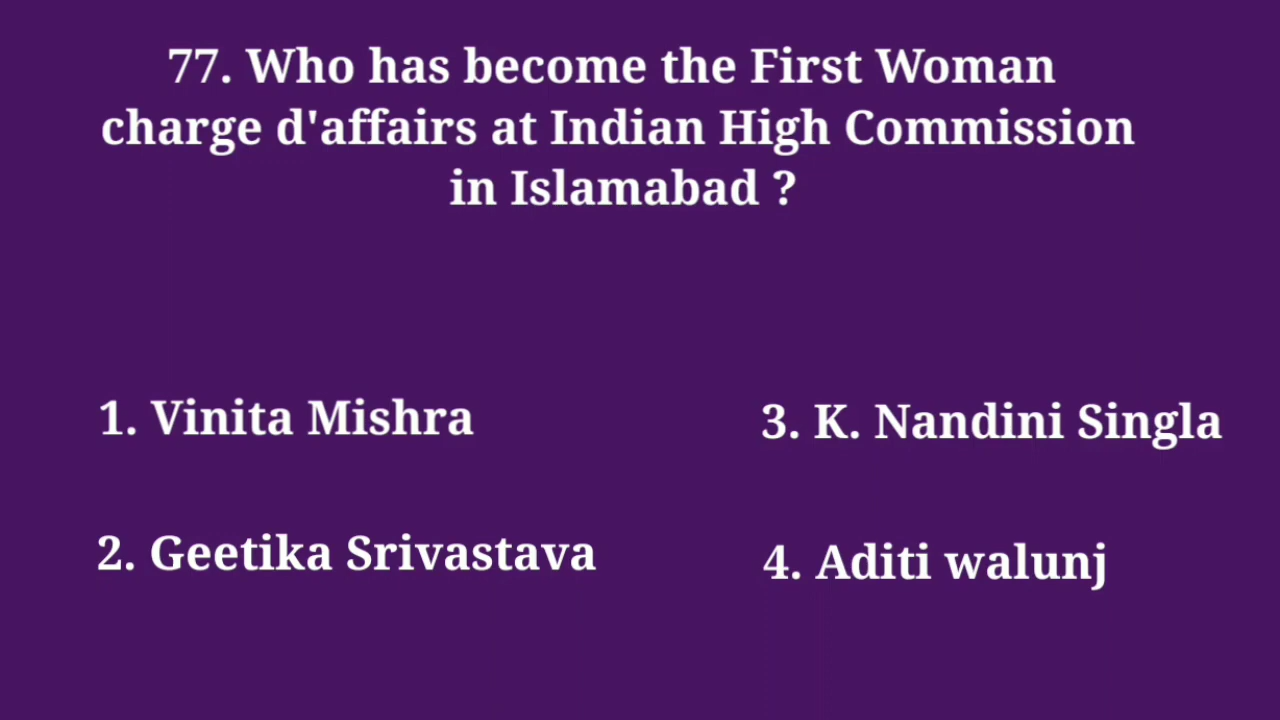 77. Who has become the First Woman
charge d'affairs at Indian High Commission
in Islamabad ?
1. Vinita Mishra
2. Geetika Srivastava
3. K. Nandini Singla
4. Aditi walunj